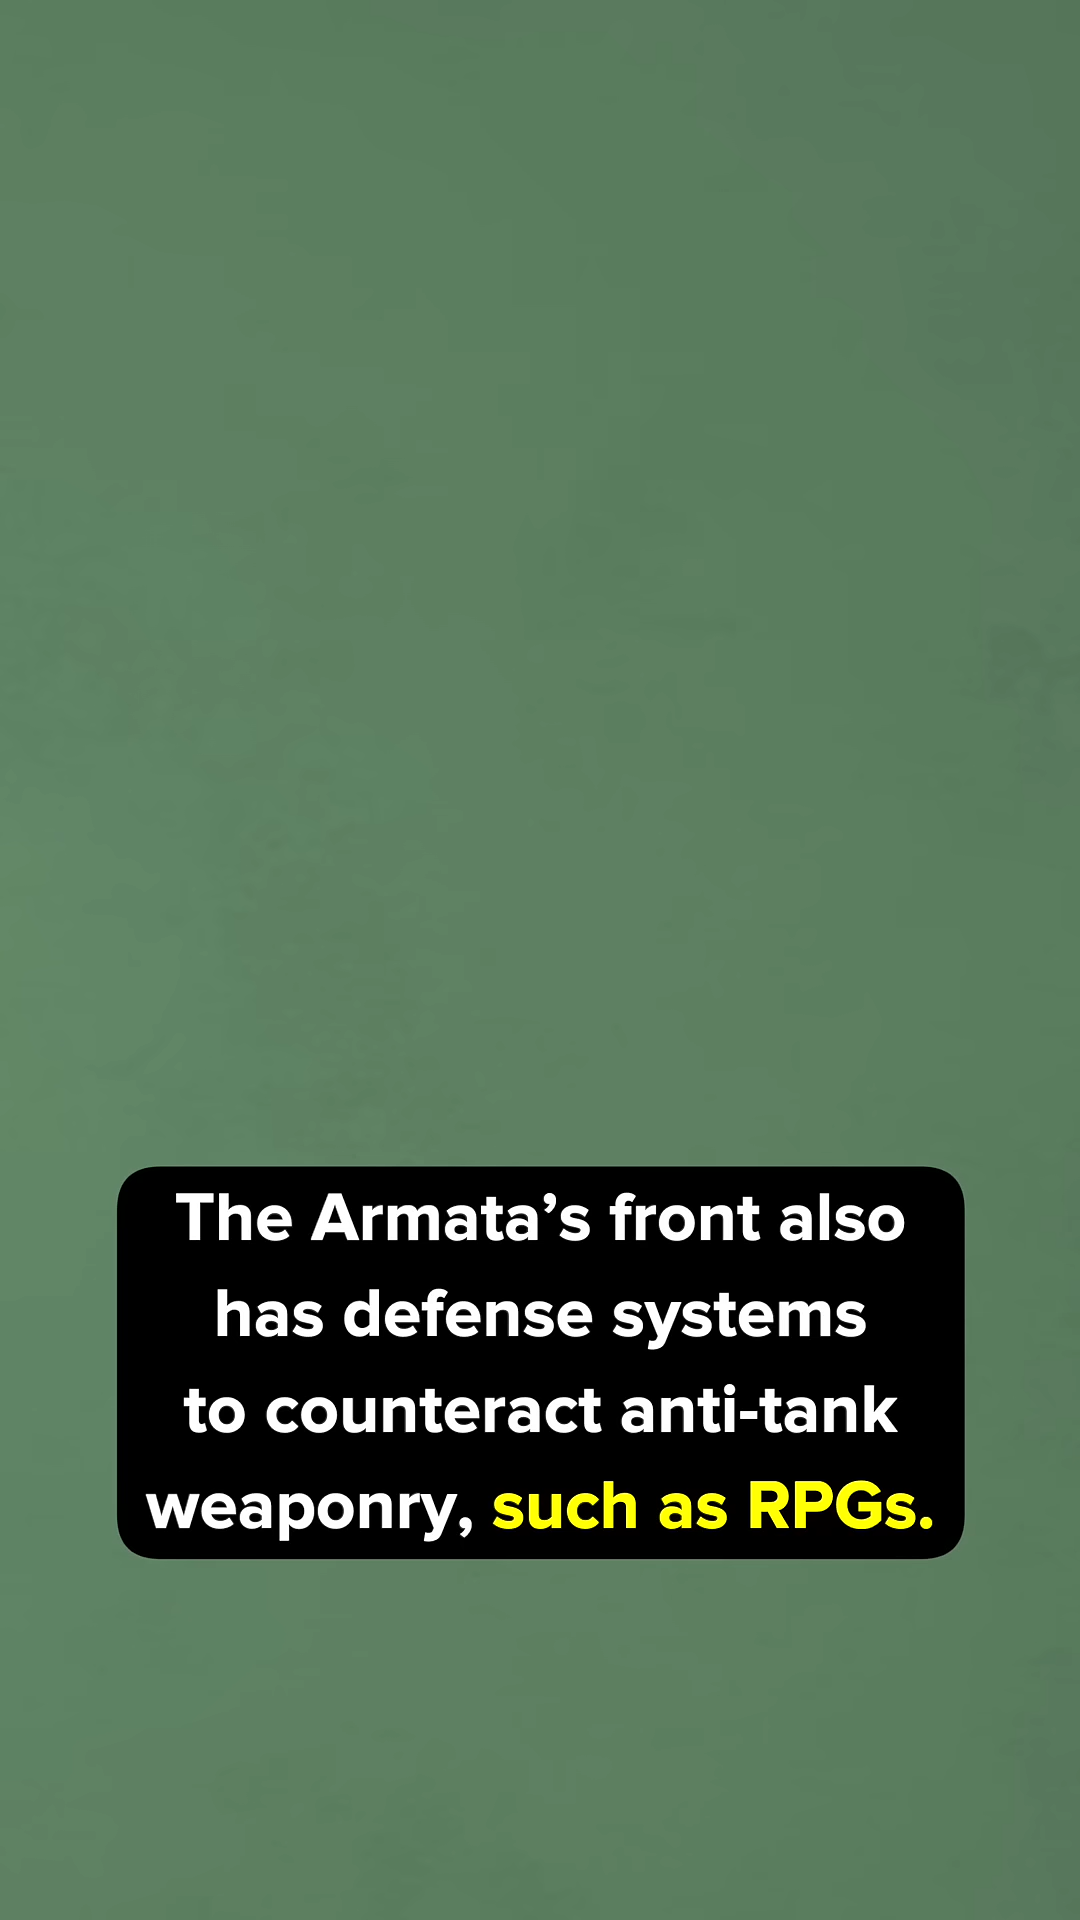 The Armata’s front also
has defense systems
to counteract anti-tank
weaponry, such as RPGs.